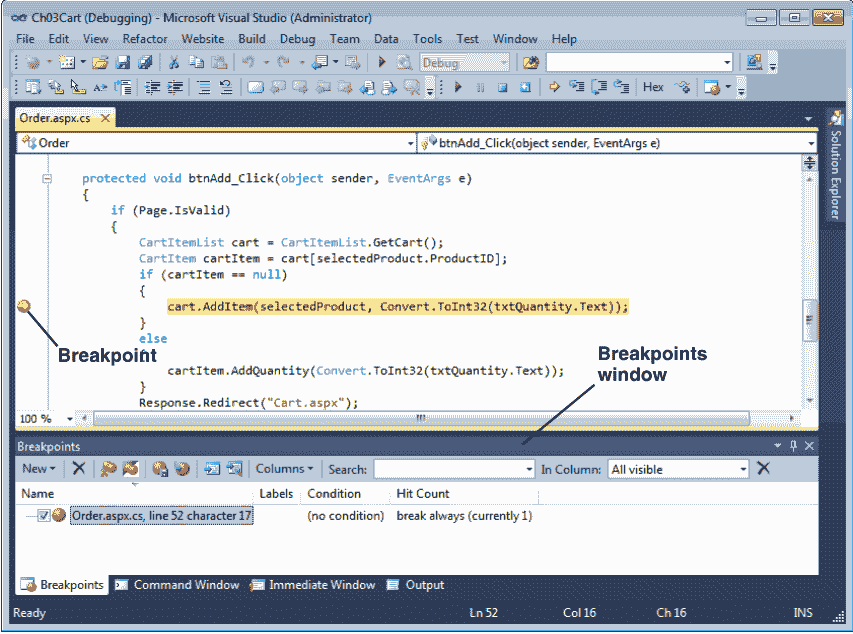 Ch03Cart (Debugging) - Microsoft Visual Studio (Administrator)
File Edit View Refactor Website Build Debug Team Data Tools Test Window Help
Debug
Hex
Order.aspx.cs
Solution Explorer
Order
btnAdd_Click(object sender, EventArgs e)
protected void btnAdd_Click(object sender, EventArgs e)
{
if (Page.IsValid)
{
CartItemList cart = CartItemList.GetCart();
CartItem cartItem = cart[selectedProduct.ProductID];
if (cartItem == null)
{
cart.AddItem(selectedProduct, Convert.ToInt32(txtQuantity.Text));
}
else
Breakpoint
cartItem.AddQuantity(Convert.ToInt32(txtQuantity.Text));
}
Response.Redirect("Cart.aspx");
Breakpoints
window
100 %
Breakpoints
New Columns Search: In Column: All visible
Name Labels Condition Hit Count
Order.aspx.cs, line 52 character 17 (no condition) break always (currently 1)
Breakpoints Command Window Immediate Window Output
Ready Ln 52 Col 16 Ch 16 INS